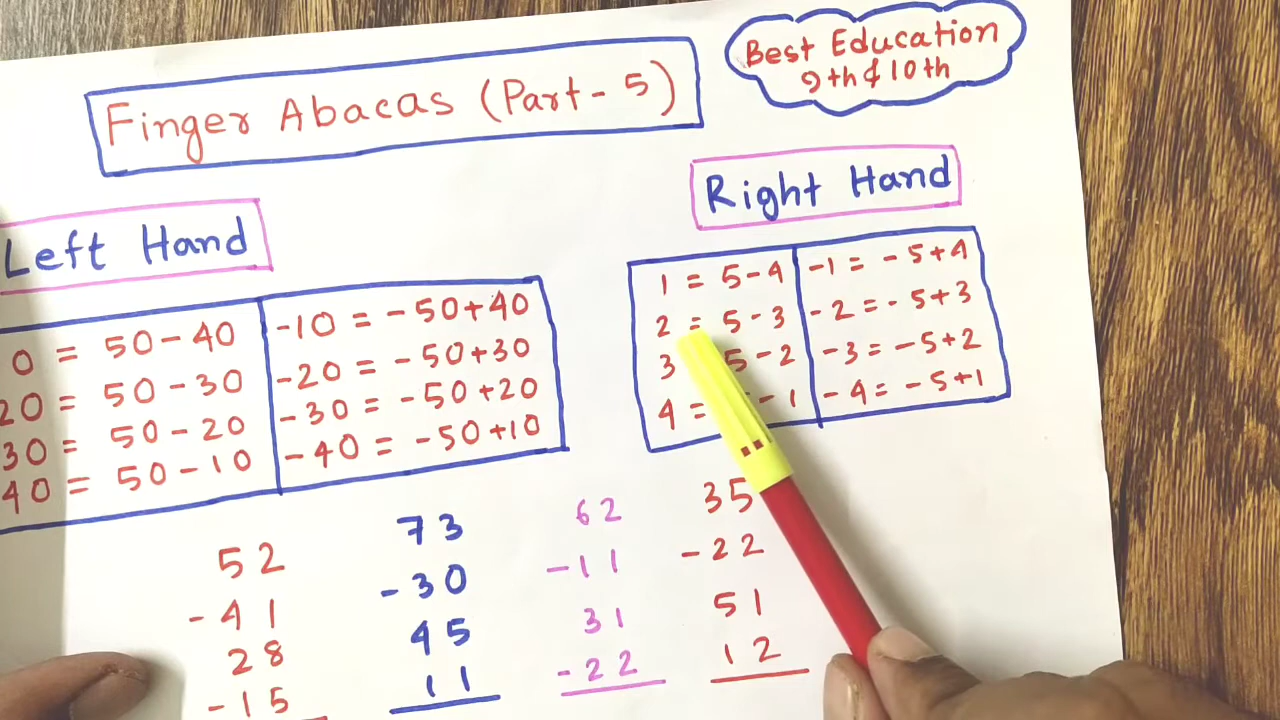 Finger Abacas (Part - 5)
Best Education
9th & 10th
Left Hand
0 = 50-40
20 = 50-30
30 = 50-20
40 = 50-10
-10 = -50+40
-20 = -50+30
-30 = -50+20
-40 = -50+10
Right Hand
1 = 5-4
2 = 5-3
3 5-2
4 = -1
-1 = -5+4
-2 = -5+3
-3 = -5+2
-4 = -5+1
52
-41
28
-15
73
-30
45
11
62
-11
31
-22
35
-22
51
12